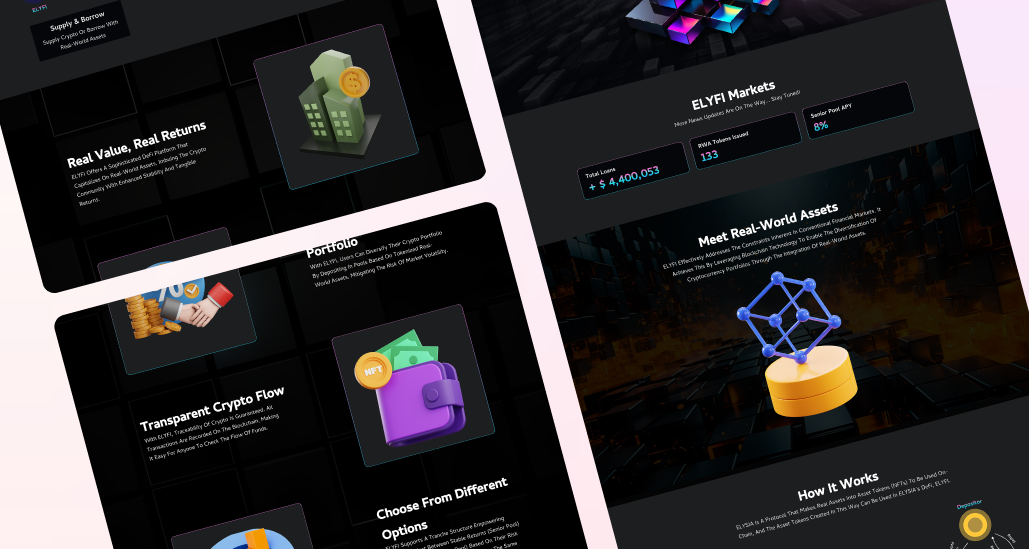 ELYFI
Supply & Borrow
Supply Crypto Or Borrow With
Real-World Assets
Real Value, Real Returns
ELYFI Offers A Sophisticated DeFi Platform That
Capitalizes On Real-World Assets, Imbuing The Crypto
Community With Enhanced Stability And Tangible
Returns.
%
Portfolio
With ELYFI, Users Can Diversify Their Crypto Portfolio
By Depositing In Pools Based On Tokenized Real-
World Assets, Mitigating The Risk Of Market Volatility.
NFT
Transparent Crypto Flow
With ELYFI, Traceability Of Crypto Is Guaranteed. All
Transactions Are Recorded On The Blockchain, Making
It Easy For Anyone To Check The Flow Of Funds.
Choose From Different
Options
ELYFI Supports A Tranche Structure Empowering
Between Stable Returns (Senior Pool)
Based On Their Risk
The Same
ELYFI Markets
More News Updates Are On The Way... Stay Tuned!
Total Loans
+ $ 4,400,053
RWA Tokens Issued
133
Senior Pool APY
8%
Meet Real-World Assets
ELYFI Effectively Addresses The Constraints Inherent In Conventional Financial Markets. It
Achieves This By Leveraging Blockchain Technology To Enable The Diversification Of
Cryptocurrency Portfolios Through The Integration Of Real-World Assets.
How It Works
ELYSIA Is A Protocol That Makes Real Assets Into Asset Tokens (NFTs) To Be Used On-
Chain, And The Asset Tokens Created In This Way Can Be Used In ELYSIA's DeFi, ELYFI.
Depositor